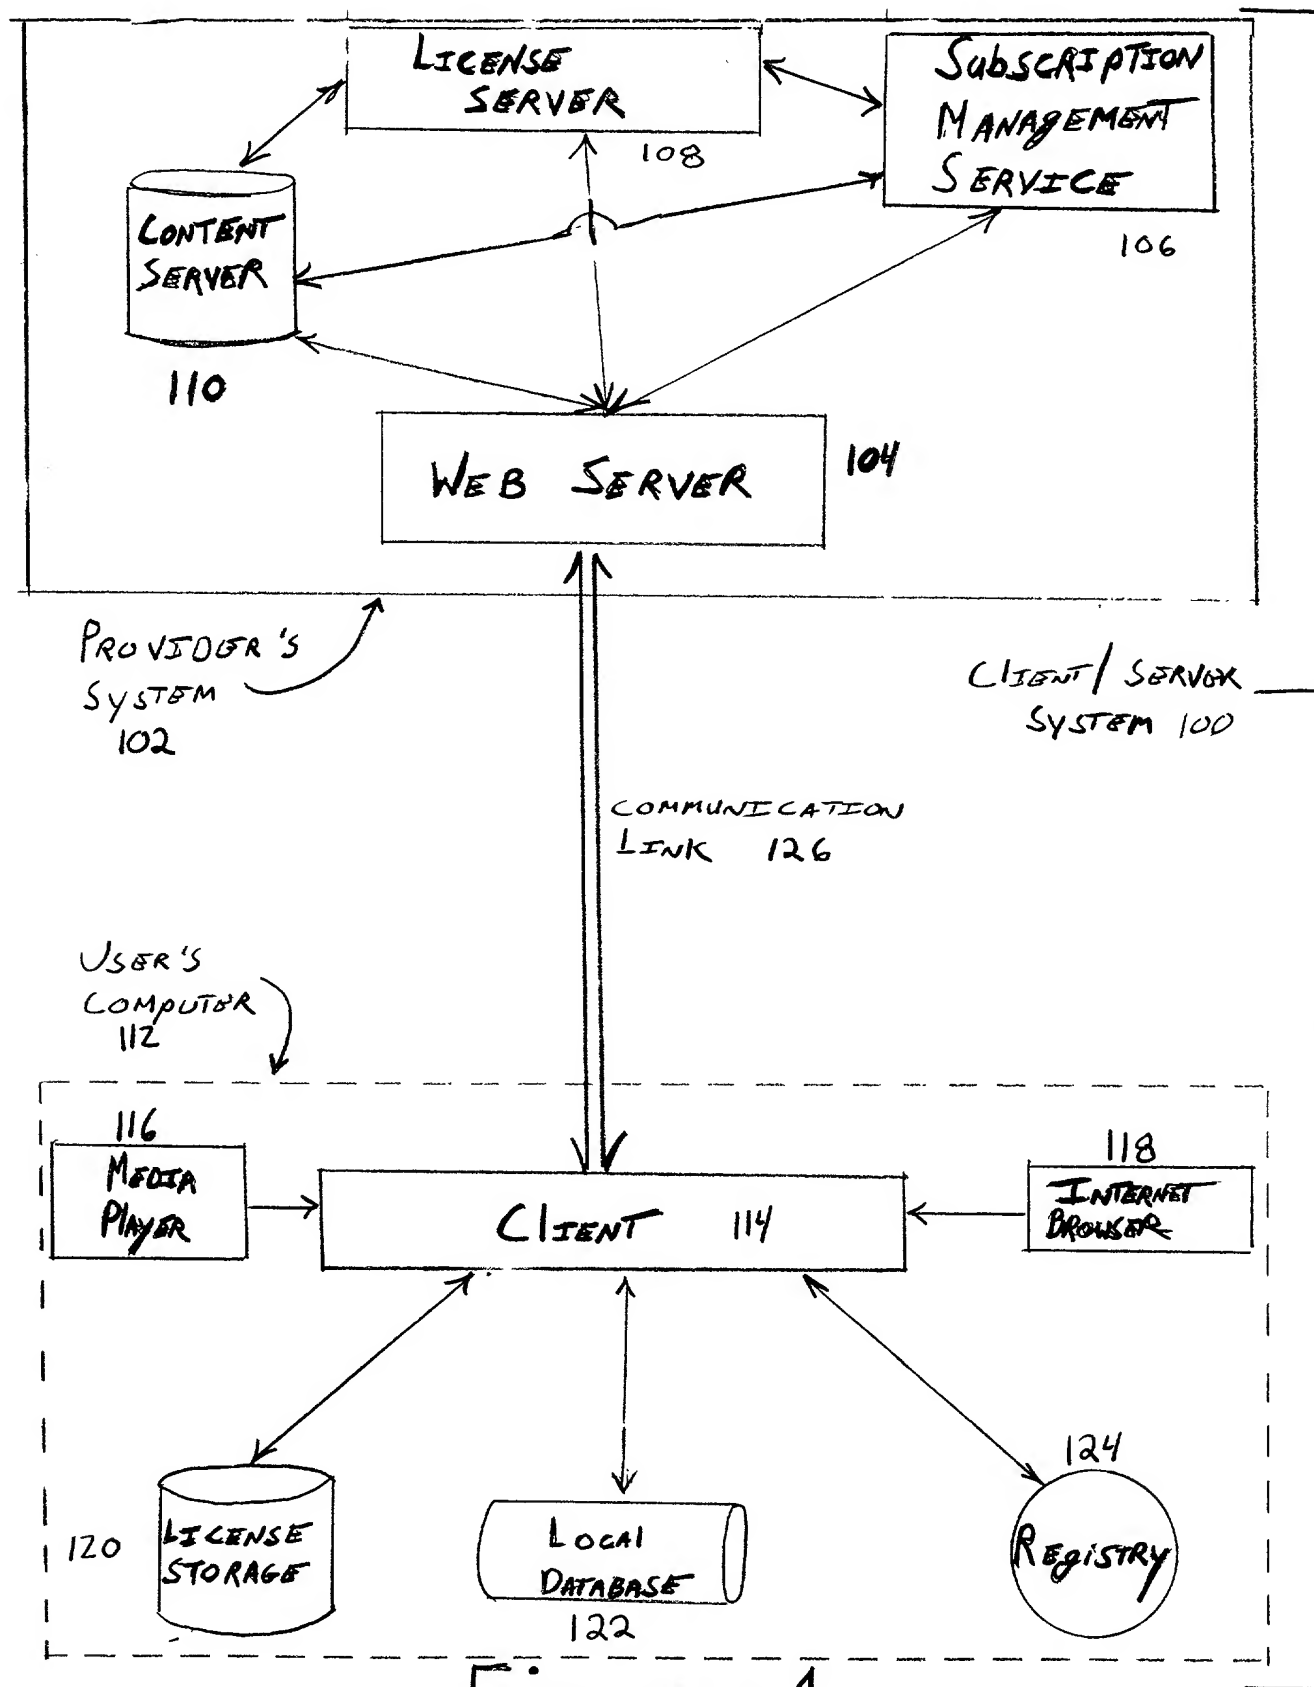 LICENSE
SERVER
108
SUBSCRIPTION
MANAGEMENT
SERVICE
106
CONTENT
SERVER
110
WEB SERVER
104
PROVIDER'S
SYSTEM
102
CLIENT/SERVER
SYSTEM 100
COMMUNICATION
LINK 126
USER'S
COMPUTER
112
116
MEDIA
PLAYER
CLIENT 114
118
INTERNET
BROWSER
120
LICENSE
STORAGE
LOCAL
DATABASE
122
124
REGISTRY